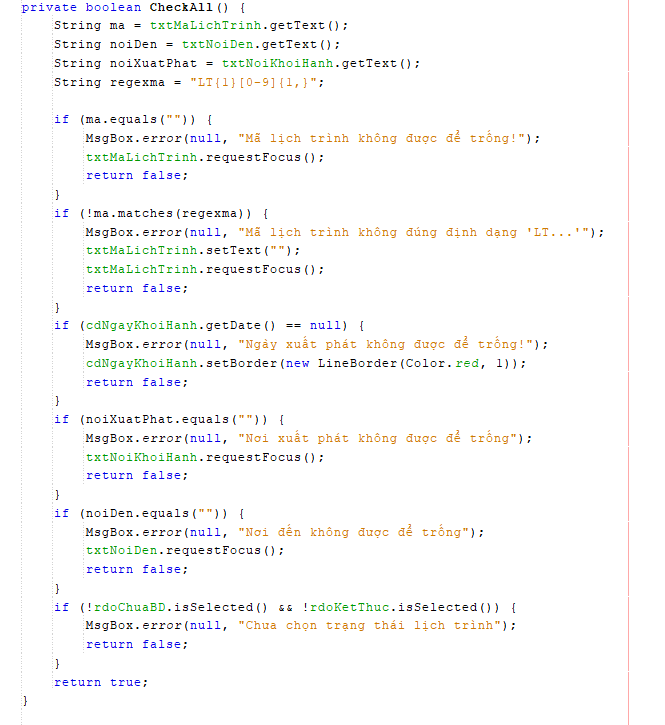 private boolean CheckAll() {
    String ma = txtMaLichTrinh.getText();
    String noiDen = txtNoiDen.getText();
    String noiXuatPhat = txtNoiKhoiHanh.getText();
    String regexma = "LT{1}[0-9]{1,}";

    if (ma.equals("")) {
        MsgBox.error(null, "Mã lịch trình không được để trống!");
        txtMaLichTrinh.requestFocus();
        return false;
    }
    if (!ma.matches(regexma)) {
        MsgBox.error(null, "Mã lịch trình không đúng định dạng 'LT...'");
        txtMaLichTrinh.setText("");
        txtMaLichTrinh.requestFocus();
        return false;
    }
    if (cdNgayKhoiHanh.getDate() == null) {
        MsgBox.error(null, "Ngày xuất phát không được để trống!");
        cdNgayKhoiHanh.setBorder(new LineBorder(Color.red, 1));
        return false;
    }
    if (noiXuatPhat.equals("")) {
        MsgBox.error(null, "Nơi xuất phát không được để trống");
        txtNoiKhoiHanh.requestFocus();
        return false;
    }
    if (noiDen.equals("")) {
        MsgBox.error(null, "Nơi đến không được để trống");
        txtNoiDen.requestFocus();
        return false;
    }
    if (!rdoChuaBD.isSelected() && !rdoKetThuc.isSelected()) {
        MsgBox.error(null, "Chưa chọn trạng thái lịch trình");
        return false;
    }
    return true;
}